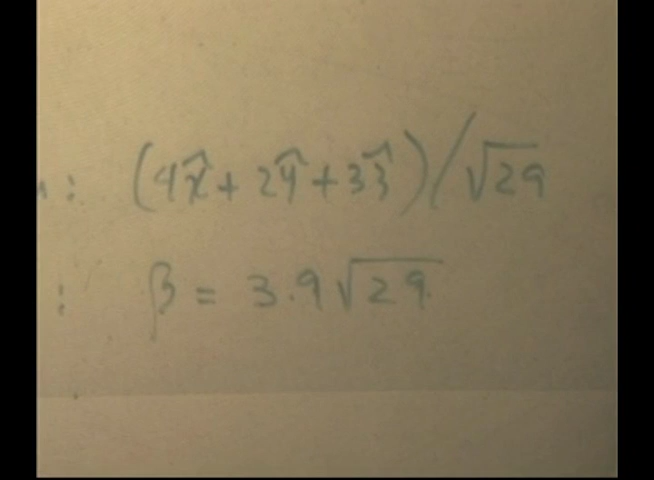 : (4x̂ + 2ŷ + 3ẑ) / √29
: β = 3.9 √29